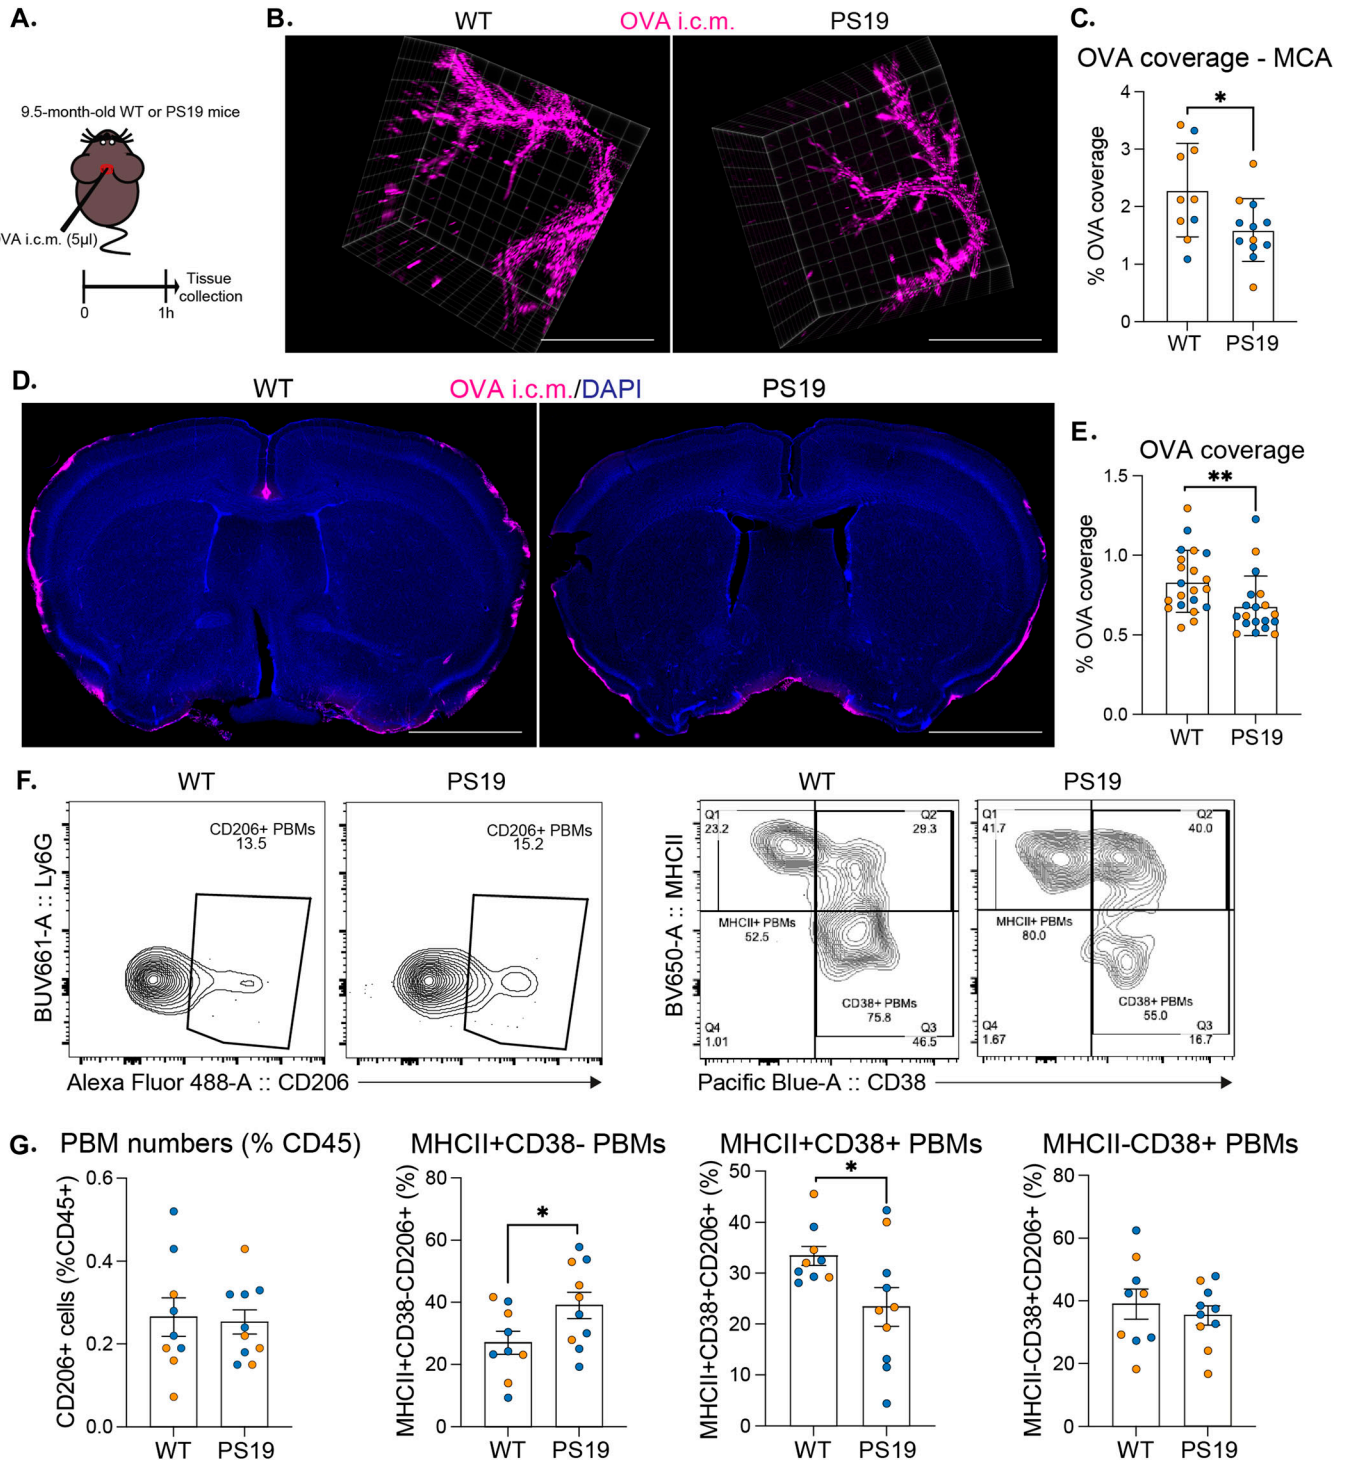 A.
9.5-month-old WT or PS19 mice
OVA i.c.m. (5µl)
0
1h
Tissue
collection
B.
WT
OVA i.c.m.
PS19
C.
OVA coverage - MCA
% OVA coverage
4
3
2
1
0
*
WT
PS19
D.
WT
OVA i.c.m./DAPI
PS19
E.
OVA coverage
% OVA coverage
1.5
1.0
0.5
0.0
**
WT
PS19
F.
WT
PS19
BUV661-A :: Ly6G
CD206+ PBMs
13.5
CD206+ PBMs
15.2
Alexa Fluor 488-A :: CD206
WT
PS19
BV650-A :: MHCII
Q1
23.2
Q2
29.3
MHCII+ PBMs
52.5
CD38+ PBMs
75.8
Q4
1.01
Q3
46.5
Q1
41.7
Q2
40.0
MHCII+ PBMs
80.0
CD38+ PBMs
55.0
Q4
1.67
Q3
16.7
Pacific Blue-A :: CD38
G.
PBM numbers (% CD45)
CD206+ cells (%CD45+)
0.6
0.4
0.2
0.0
WT
PS19
MHCII+CD38- PBMs
MHCII+CD38-CD206+ (%)
80
60
40
20
0
*
WT
PS19
MHCII+CD38+ PBMs
MHCII+CD38+CD206+ (%)
50
40
30
20
10
0
*
WT
PS19
MHCII-CD38+ PBMs
MHCII-CD38+CD206+ (%)
80
60
40
20
0
WT
PS19